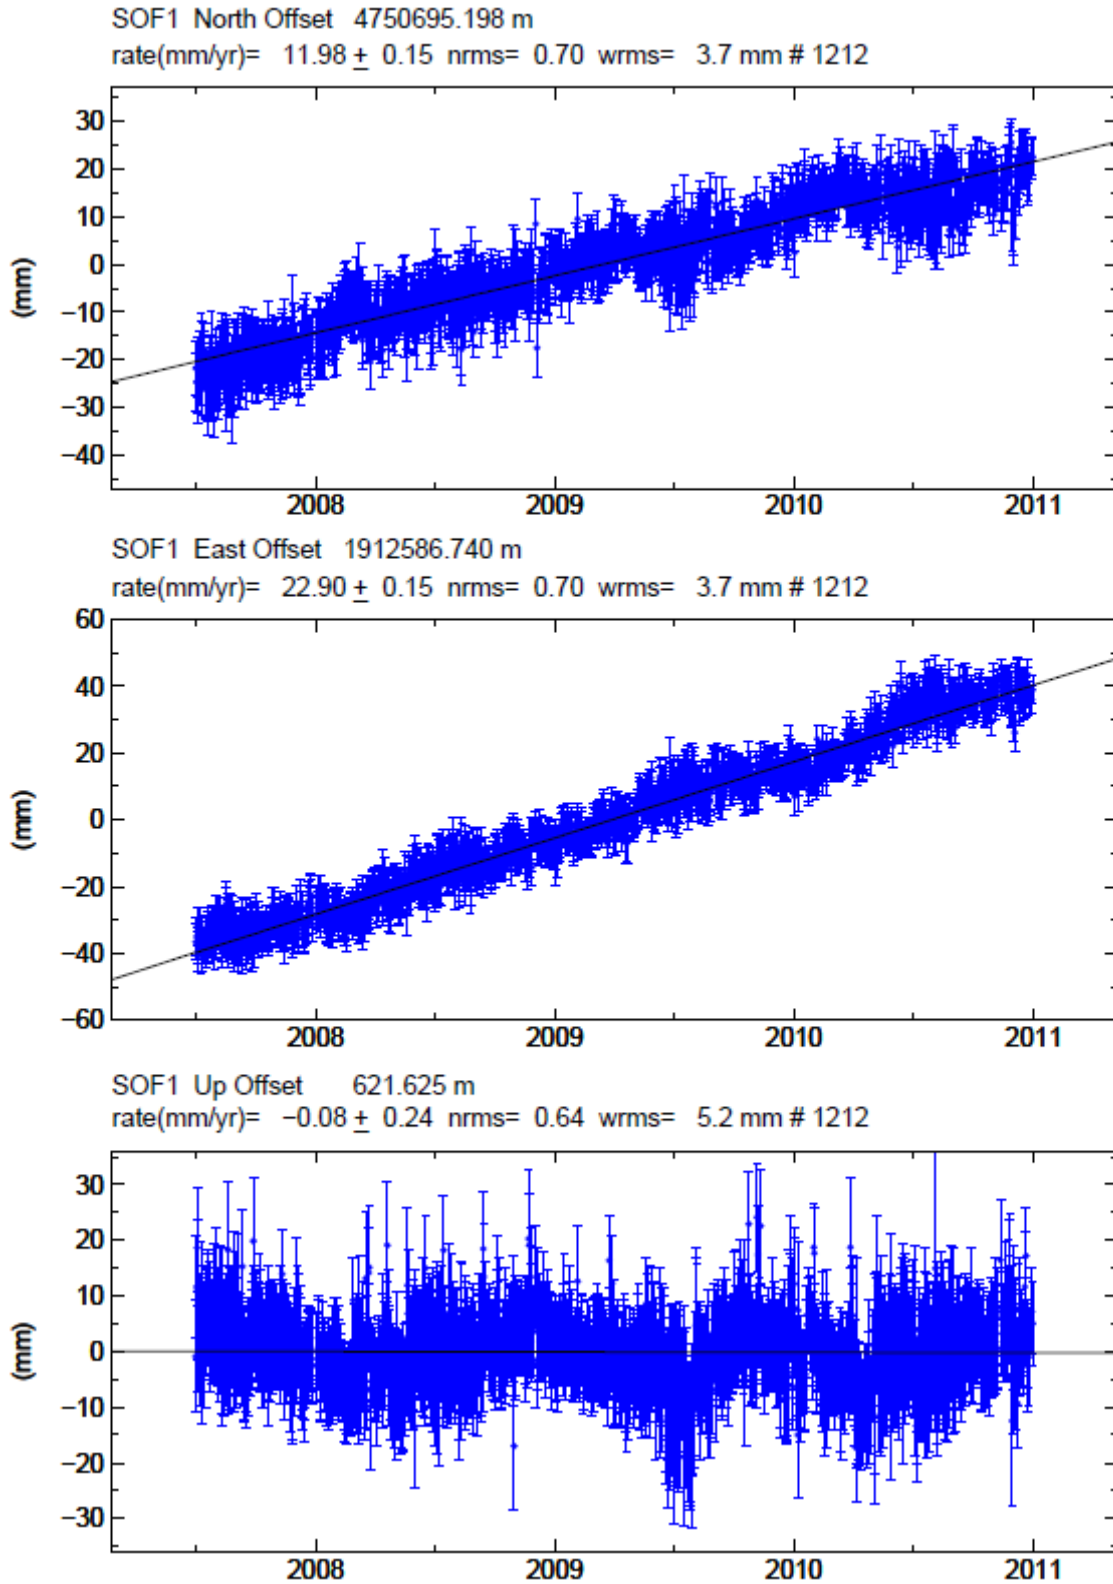 SOF1 North Offset 4750695.198 m
rate(mm/yr)= 11.98 ± 0.15 nrms= 0.70 wrms= 3.7 mm # 1212
30
20
10
0
−10
−20
−30
−40
(mm)
2008 2009 2010 2011
SOF1 East Offset 1912586.740 m
rate(mm/yr)= 22.90 ± 0.15 nrms= 0.70 wrms= 3.7 mm # 1212
60
40
20
0
−20
−40
−60
(mm)
2008 2009 2010 2011
SOF1 Up Offset 621.625 m
rate(mm/yr)= −0.08 ± 0.24 nrms= 0.64 wrms= 5.2 mm # 1212
30
20
10
0
−10
−20
−30
(mm)
2008 2009 2010 2011